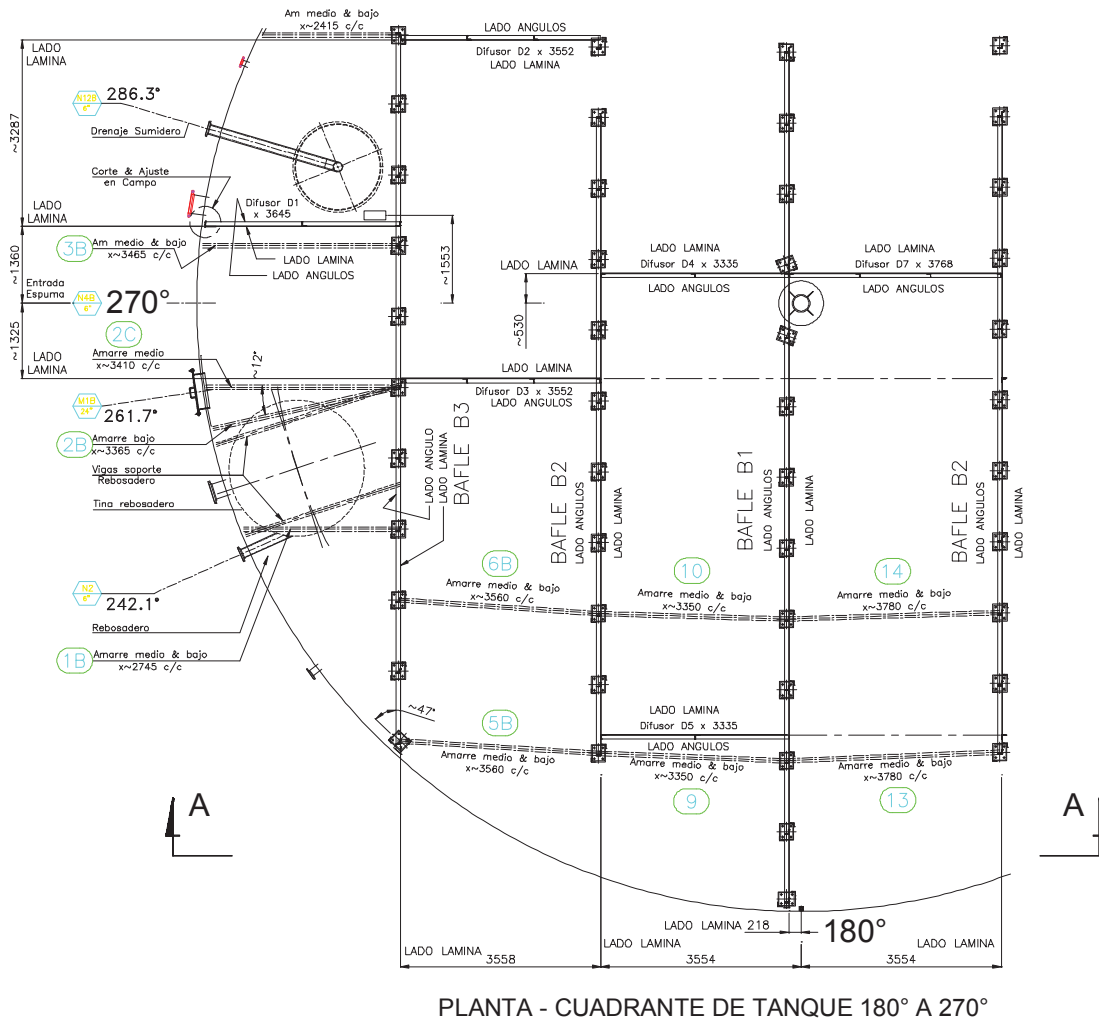 Am medio & bajo
x~2415 c/c
LADO ANGULOS
LADO
LAMINA
Difusor D2 x 3552
LADO LAMINA
N12B
6"
286.3°
Drenaje Sumidero
~3287
Corte & Ajuste
en Campo
LADO
LAMINA
Difusor D1
x 3645
3B
Am medio & bajo
x~3465 c/c
LADO LAMINA
LADO ANGULOS
~1553
~1360
Entrada
Espuma
N4B
6"
270°
LADO LAMINA
~530
LADO LAMINA
Difusor D4 x 3335
LADO ANGULOS
LADO LAMINA
Difusor D7 x 3768
LADO ANGULOS
2C
~1325
Amarre medio
x~3410 c/c
LADO
LAMINA
~12°
LADO LAMINA
Difusor D3 x 3552
LADO ANGULOS
M1B
24"
261.7°
2B
Amarre bajo
x~3365 c/c
Vigas soporte
Rebosadero
Tina rebosadero
LADO ANGULO
LADO LAMINA
BAFLE B3
BAFLE B2
LADO ANGULOS
LADO LAMINA
BAFLE B1
LADO ANGULOS
LADO LAMINA
BAFLE B2
LADO ANGULOS
LADO LAMINA
N2
6"
242.1°
Rebosadero
1B
Amarre medio & bajo
x~2745 c/c
6B
Amarre medio & bajo
x~3560 c/c
10
Amarre medio & bajo
x~3350 c/c
14
Amarre medio & bajo
x~3780 c/c
~47°
5B
Amarre medio & bajo
x~3560 c/c
LADO LAMINA
Difusor D5 x 3335
LADO ANGULOS
Amarre medio & bajo
x~3350 c/c
9
Amarre medio & bajo
x~3780 c/c
13
A
A
LADO LAMINA 218
180°
LADO LAMINA
3558
LADO LAMINA
3554
LADO LAMINA
3554
PLANTA - CUADRANTE DE TANQUE 180° A 270°